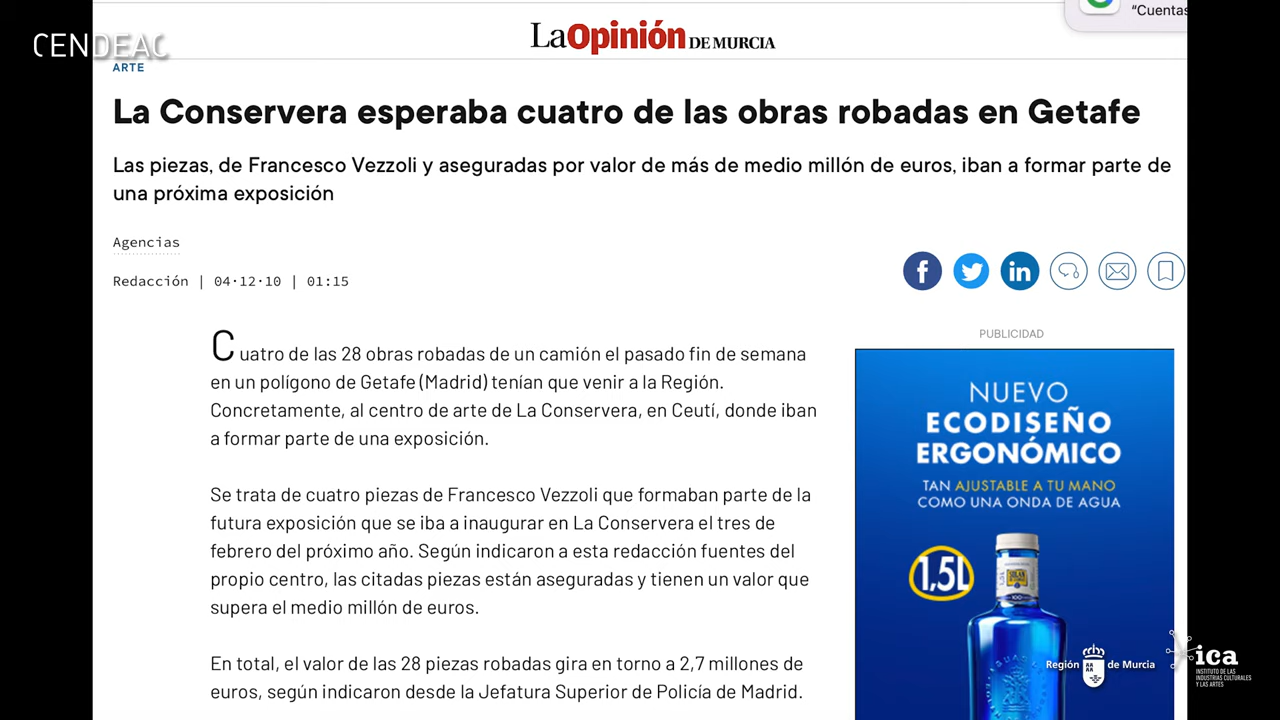 "Cuentas
CENDEAC
La Opinión DE MURCIA
ARTE
La Conservera esperaba cuatro de las obras robadas en Getafe
Las piezas, de Francesco Vezzoli y aseguradas por valor de más de medio millón de euros, iban a formar parte de
una próxima exposición
Agencias
Redacción | 04·12·10 | 01:15
Cuatro de las 28 obras robadas de un camión el pasado fin de semana
en un polígono de Getafe (Madrid) tenían que venir a la Región.
Concretamente, al centro de arte de La Conservera, en Ceutí, donde iban
a formar parte de una exposición.
Se trata de cuatro piezas de Francesco Vezzoli que formaban parte de la
futura exposición que se iba a inaugurar en La Conservera el tres de
febrero del próximo año. Según indicaron a esta redacción fuentes del
propio centro, las citadas piezas están aseguradas y tienen un valor que
supera el medio millón de euros.
En total, el valor de las 28 piezas robadas gira en torno a 2,7 millones de
euros, según indicaron desde la Jefatura Superior de Policía de Madrid.
PUBLICIDAD
NUEVO
ECODISEÑO
ERGONÓMICO
TAN AJUSTABLE A TU MANO
COMO UNA ONDA DE AGUA
1,5L
Región de Murcia
ica
INSTITUTO DE LAS
INDUSTRIAS CULTURALES
Y LAS ARTES